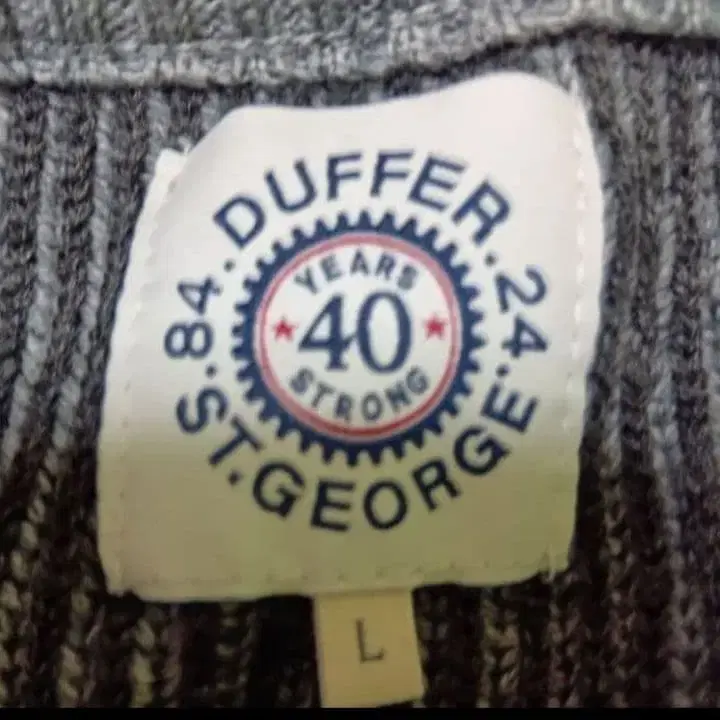 84.DUFFER.24.
ST.GEORGE
YEARS
40
STRONG
L